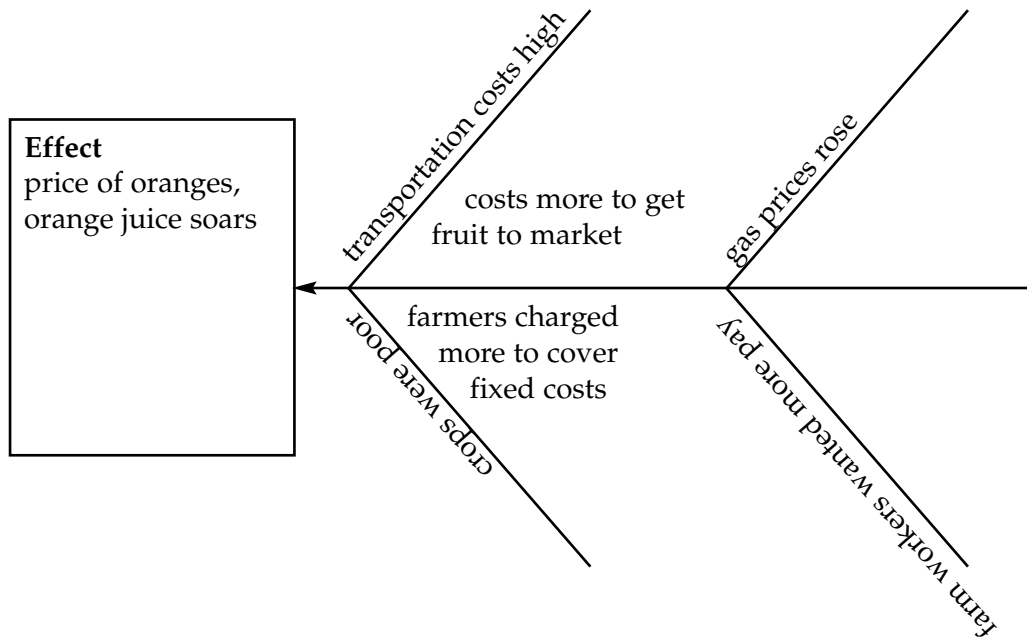 Effect
price of oranges,
orange juice soars
transportation costs high
costs more to get
fruit to market
gas prices rose
crops were poor
farmers charged
more to cover
fixed costs
farm workers wanted more pay